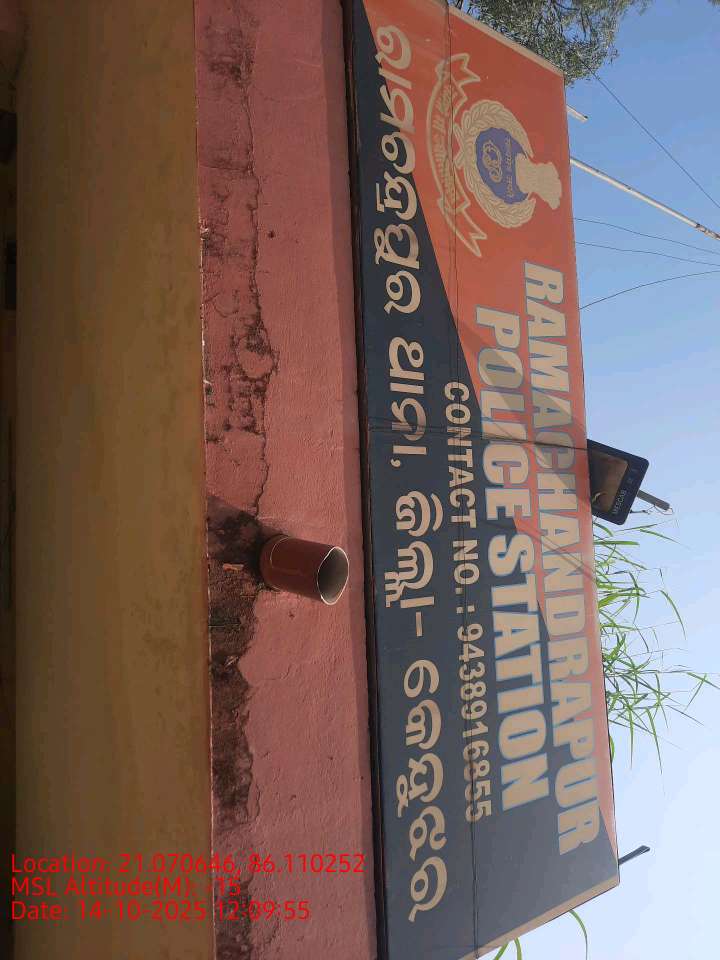 RAMACHANDRAPUR
POLICE STATION
CONTACT NO.: 9438916855
ରାମଚନ୍ଦ୍ରପୁର ଥାନା, ଜିଲ୍ଲା- କେନ୍ଦୁଝର
Location: 21.070646, 86.110252
MSL Altitude(M): -15
Date: 14-10-2025 12:09:55